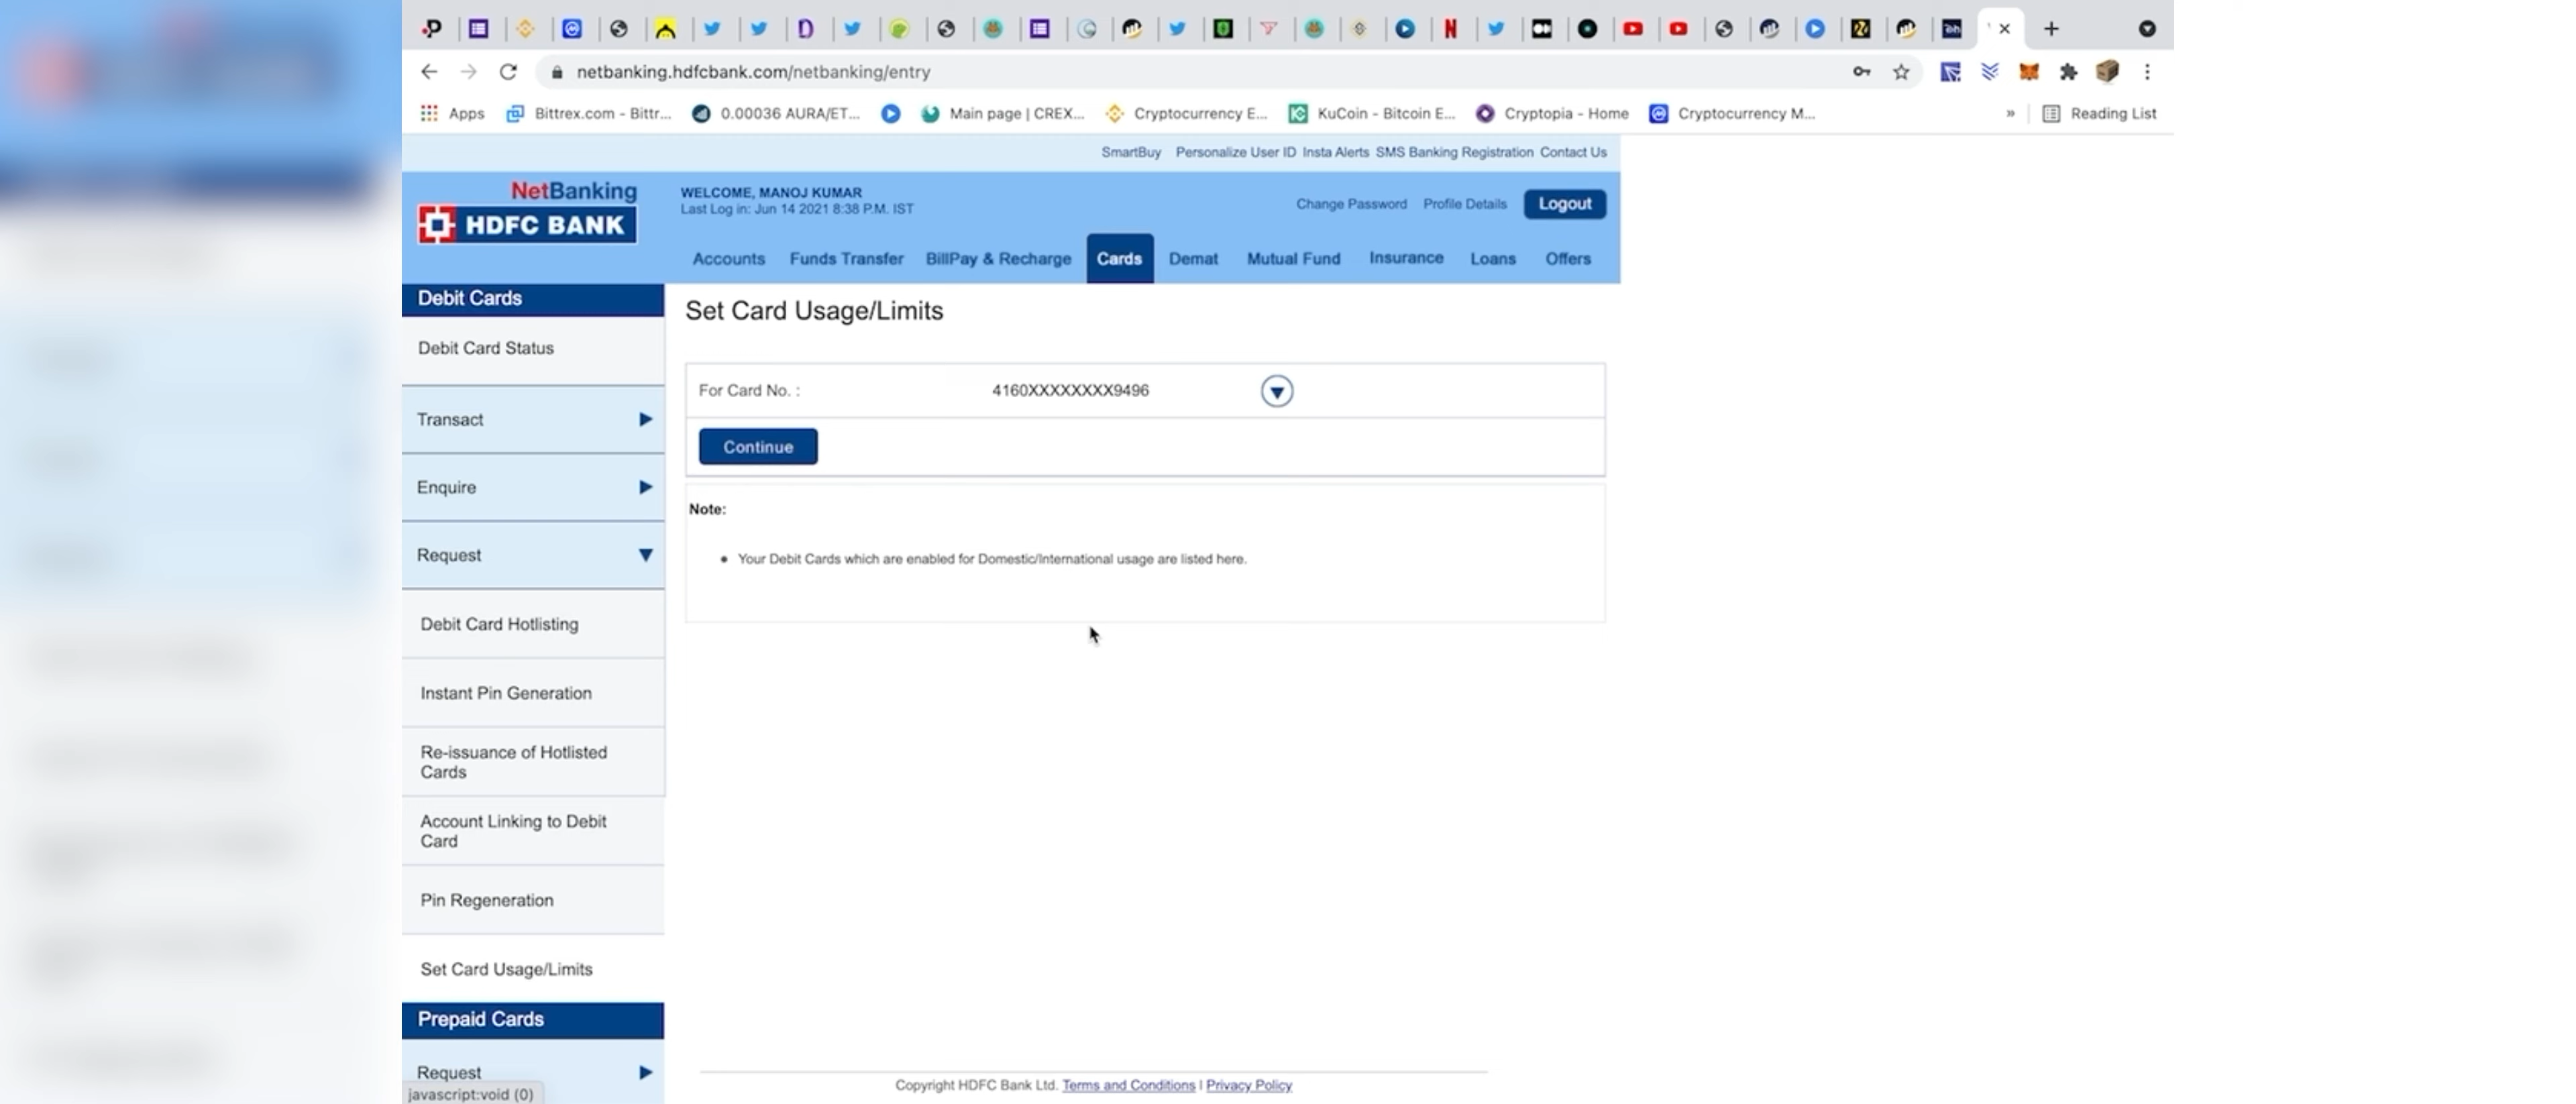 netbanking.hdfcbank.com/netbanking/entry
Apps Bittrex.com - Bittr... 0.00036 AURA/ET... Main page | CREX... Cryptocurrency E... KuCoin - Bitcoin E... Cryptopia - Home Cryptocurrency M... » Reading List
SmartBuy Personalize User ID Insta Alerts SMS Banking Registration Contact Us
NetBanking
HDFC BANK
WELCOME, MANOJ KUMAR
Last Log in: Jun 14 2021 8:38 P.M. IST
Change Password Profile Details Logout
Accounts Funds Transfer BillPay & Recharge Cards Demat Mutual Fund Insurance Loans Offers
Debit Cards
Debit Card Status
Transact
Enquire
Request
Debit Card Hotlisting
Instant Pin Generation
Re-issuance of Hotlisted
Cards
Account Linking to Debit
Card
Pin Regeneration
Set Card Usage/Limits
Prepaid Cards
Request
javascript:void (0)
Set Card Usage/Limits
For Card No. : 4160XXXXXXXX9496
Continue
Note:
Your Debit Cards which are enabled for Domestic/International usage are listed here.
Copyright HDFC Bank Ltd. Terms and Conditions I Privacy Policy